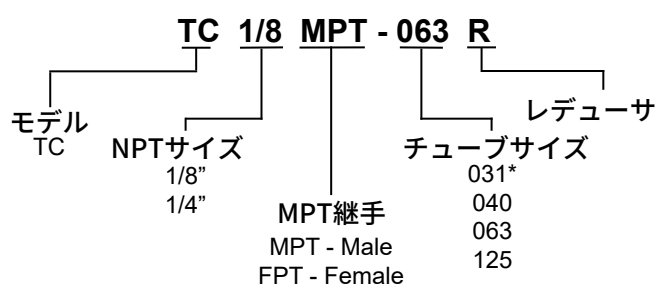 TC 1/8 MPT - 063 R
モデル
TC
NPTサイズ
1/8”
1/4”
MPT継手
MPT - Male
FPT - Female
チューブサイズ
031*
040
063
125
レデューサ